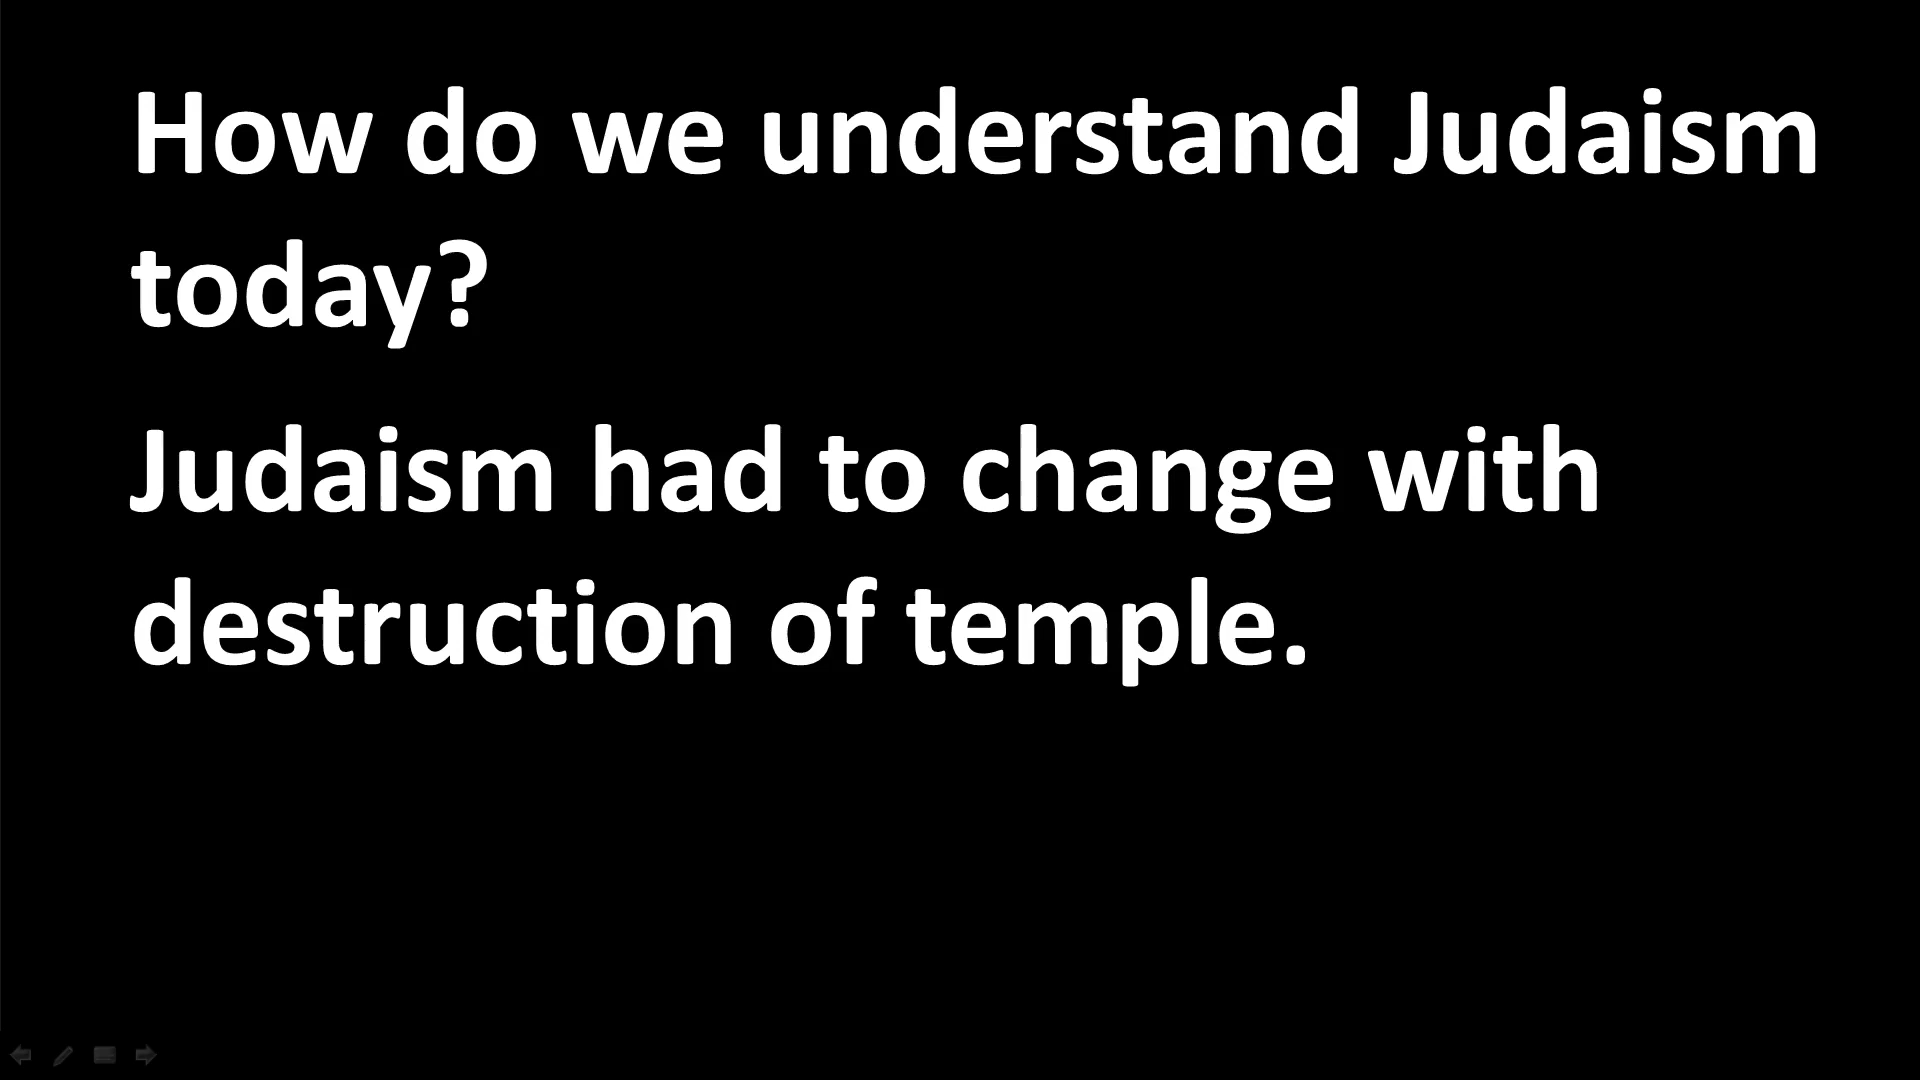 How do we understand Judaism
today?
Judaism had to change with
destruction of temple.